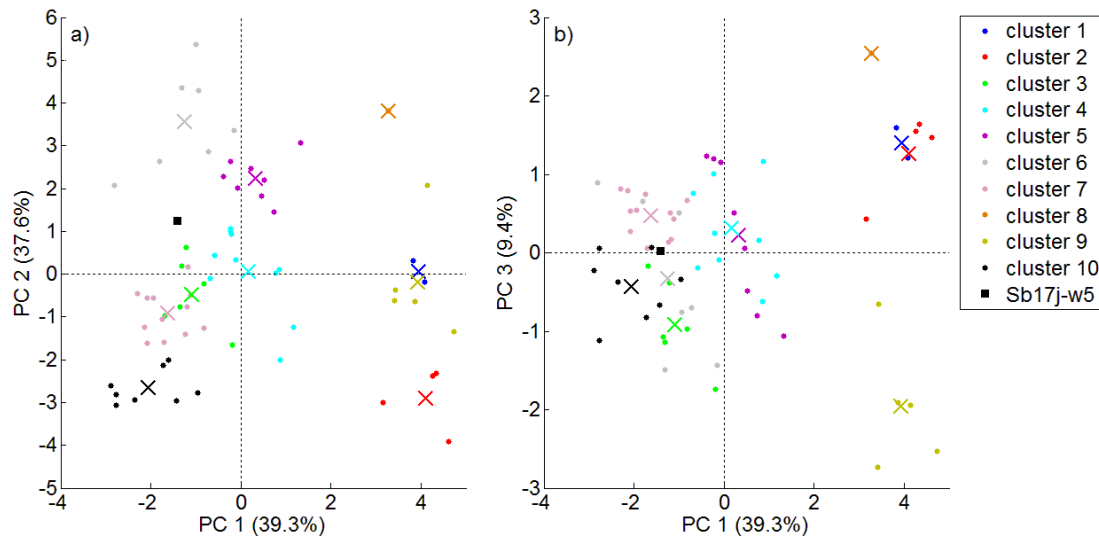 a)
6
5
4
3
2
1
0
-1
-2
-3
-4
-5
PC 2 (37.6%)
-4
-2
0
2
4
PC 1 (39.3%)
b)
3
2
1
0
-1
-2
-3
PC 3 (9.4%)
-4
-2
0
2
4
PC 1 (39.3%)
cluster 1
cluster 2
cluster 3
cluster 4
cluster 5
cluster 6
cluster 7
cluster 8
cluster 9
cluster 10
Sb17j-w5